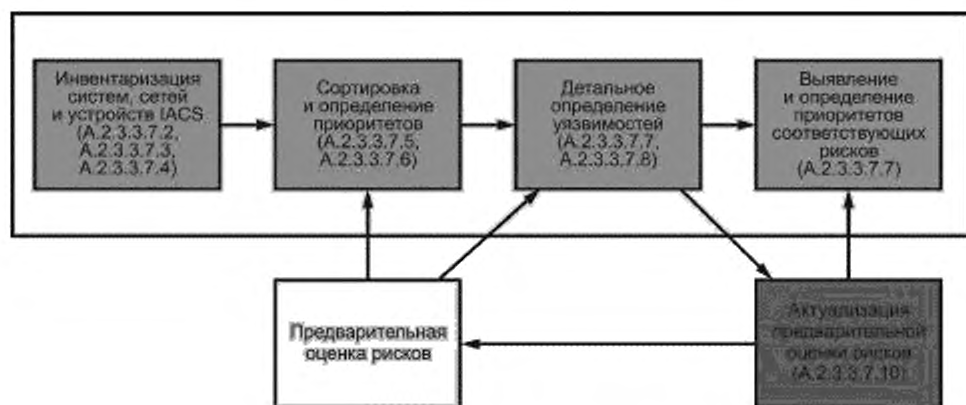 Инвентаризация
систем, сетей
и устройств IACS
(А.2.3.3.7.2,
А.2.3.3.7.3,
А.2.3.3.7.4)
Сортировка
и определение
приоритетов
(А.2.3.3.7.5,
А.2.3.3.7.6)
Детальное
определение
уязвимостей
(А.2.3.3.7.7,
А.2.3.3.7.8)
Выявление
и определение
приоритетов
соответствующих
рисков
(А.2.3.3.7.7)
Предварительная
оценка рисков
Актуализация
предварительной
оценки рисков
(А.2.3.3.7.10)